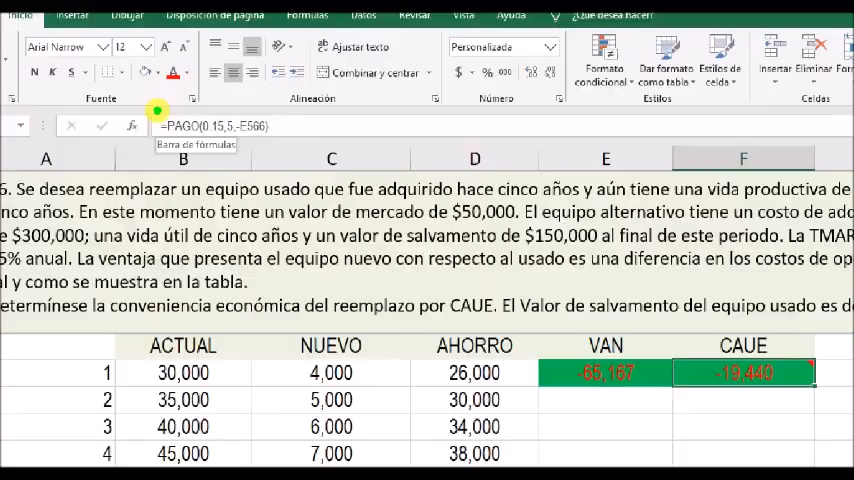 Inicio Insertar Dibujar Disposición de página Fórmulas Datos Revisar Vista Ayuda ¿Qué desea hacer?
Arial Narrow 12 A A
ab Ajustar texto
Personalizada
N K S A
Combinar y centrar
$ % 000
Formato condicional Dar formato como tabla Estilos de celda
Insertar Eliminar
Fuente Alineación Número Estilos Celdas
fx =PAGO(0.15,5,-E566)
Barra de fórmulas
A B C D E F
6. Se desea reemplazar un equipo usado que fue adquirido hace cinco años y aún tiene una vida productiva de
nco años. En este momento tiene un valor de mercado de $50,000. El equipo alternativo tiene un costo de adq
e $300,000; una vida útil de cinco años y un valor de salvamento de $150,000 al final de este periodo. La TMAR
5% anual. La ventaja que presenta el equipo nuevo con respecto al usado es una diferencia en los costos de op
al y como se muestra en la tabla.
etermínese la conveniencia económica del reemplazo por CAUE. El Valor de salvamento del equipo usado es de
ACTUAL NUEVO AHORRO VAN CAUE
1 30,000 4,000 26,000 -65,167 -19,440
2 35,000 5,000 30,000
3 40,000 6,000 34,000
4 45,000 7,000 38,000